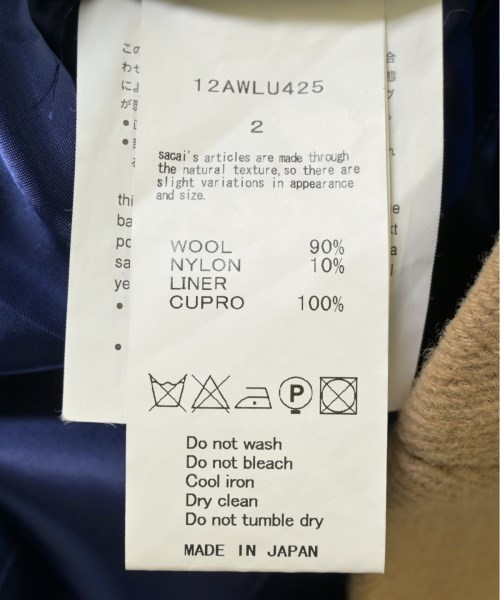 12AWLU425
2
sacai's articles are made through
the natural texture, so there are
slight variations in appearance
and size.
WOOL 90%
NYLON 10%
LINER
CUPRO 100%
P
Do not wash
Do not bleach
Cool iron
Dry clean
Do not tumble dry
MADE IN JAPAN